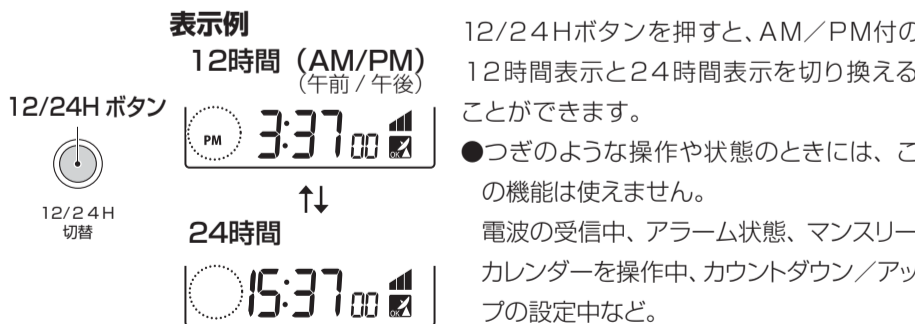 表示例
12時間（AM/PM）
（午前 / 午後）
12/24H ボタン
PM 3:37 00
OK
12/24H
切替
↑↓
24時間
15:37 00
OK
12/24Hボタンを押すと、AM／PM付の
12時間表示と24時間表示を切り換える
ことができます。
●つぎのような操作や状態のときには、こ
の機能は使えません。
電波の受信中、アラーム状態、マンスリー
カレンダーを操作中、カウントダウン／アッ
プの設定中など。